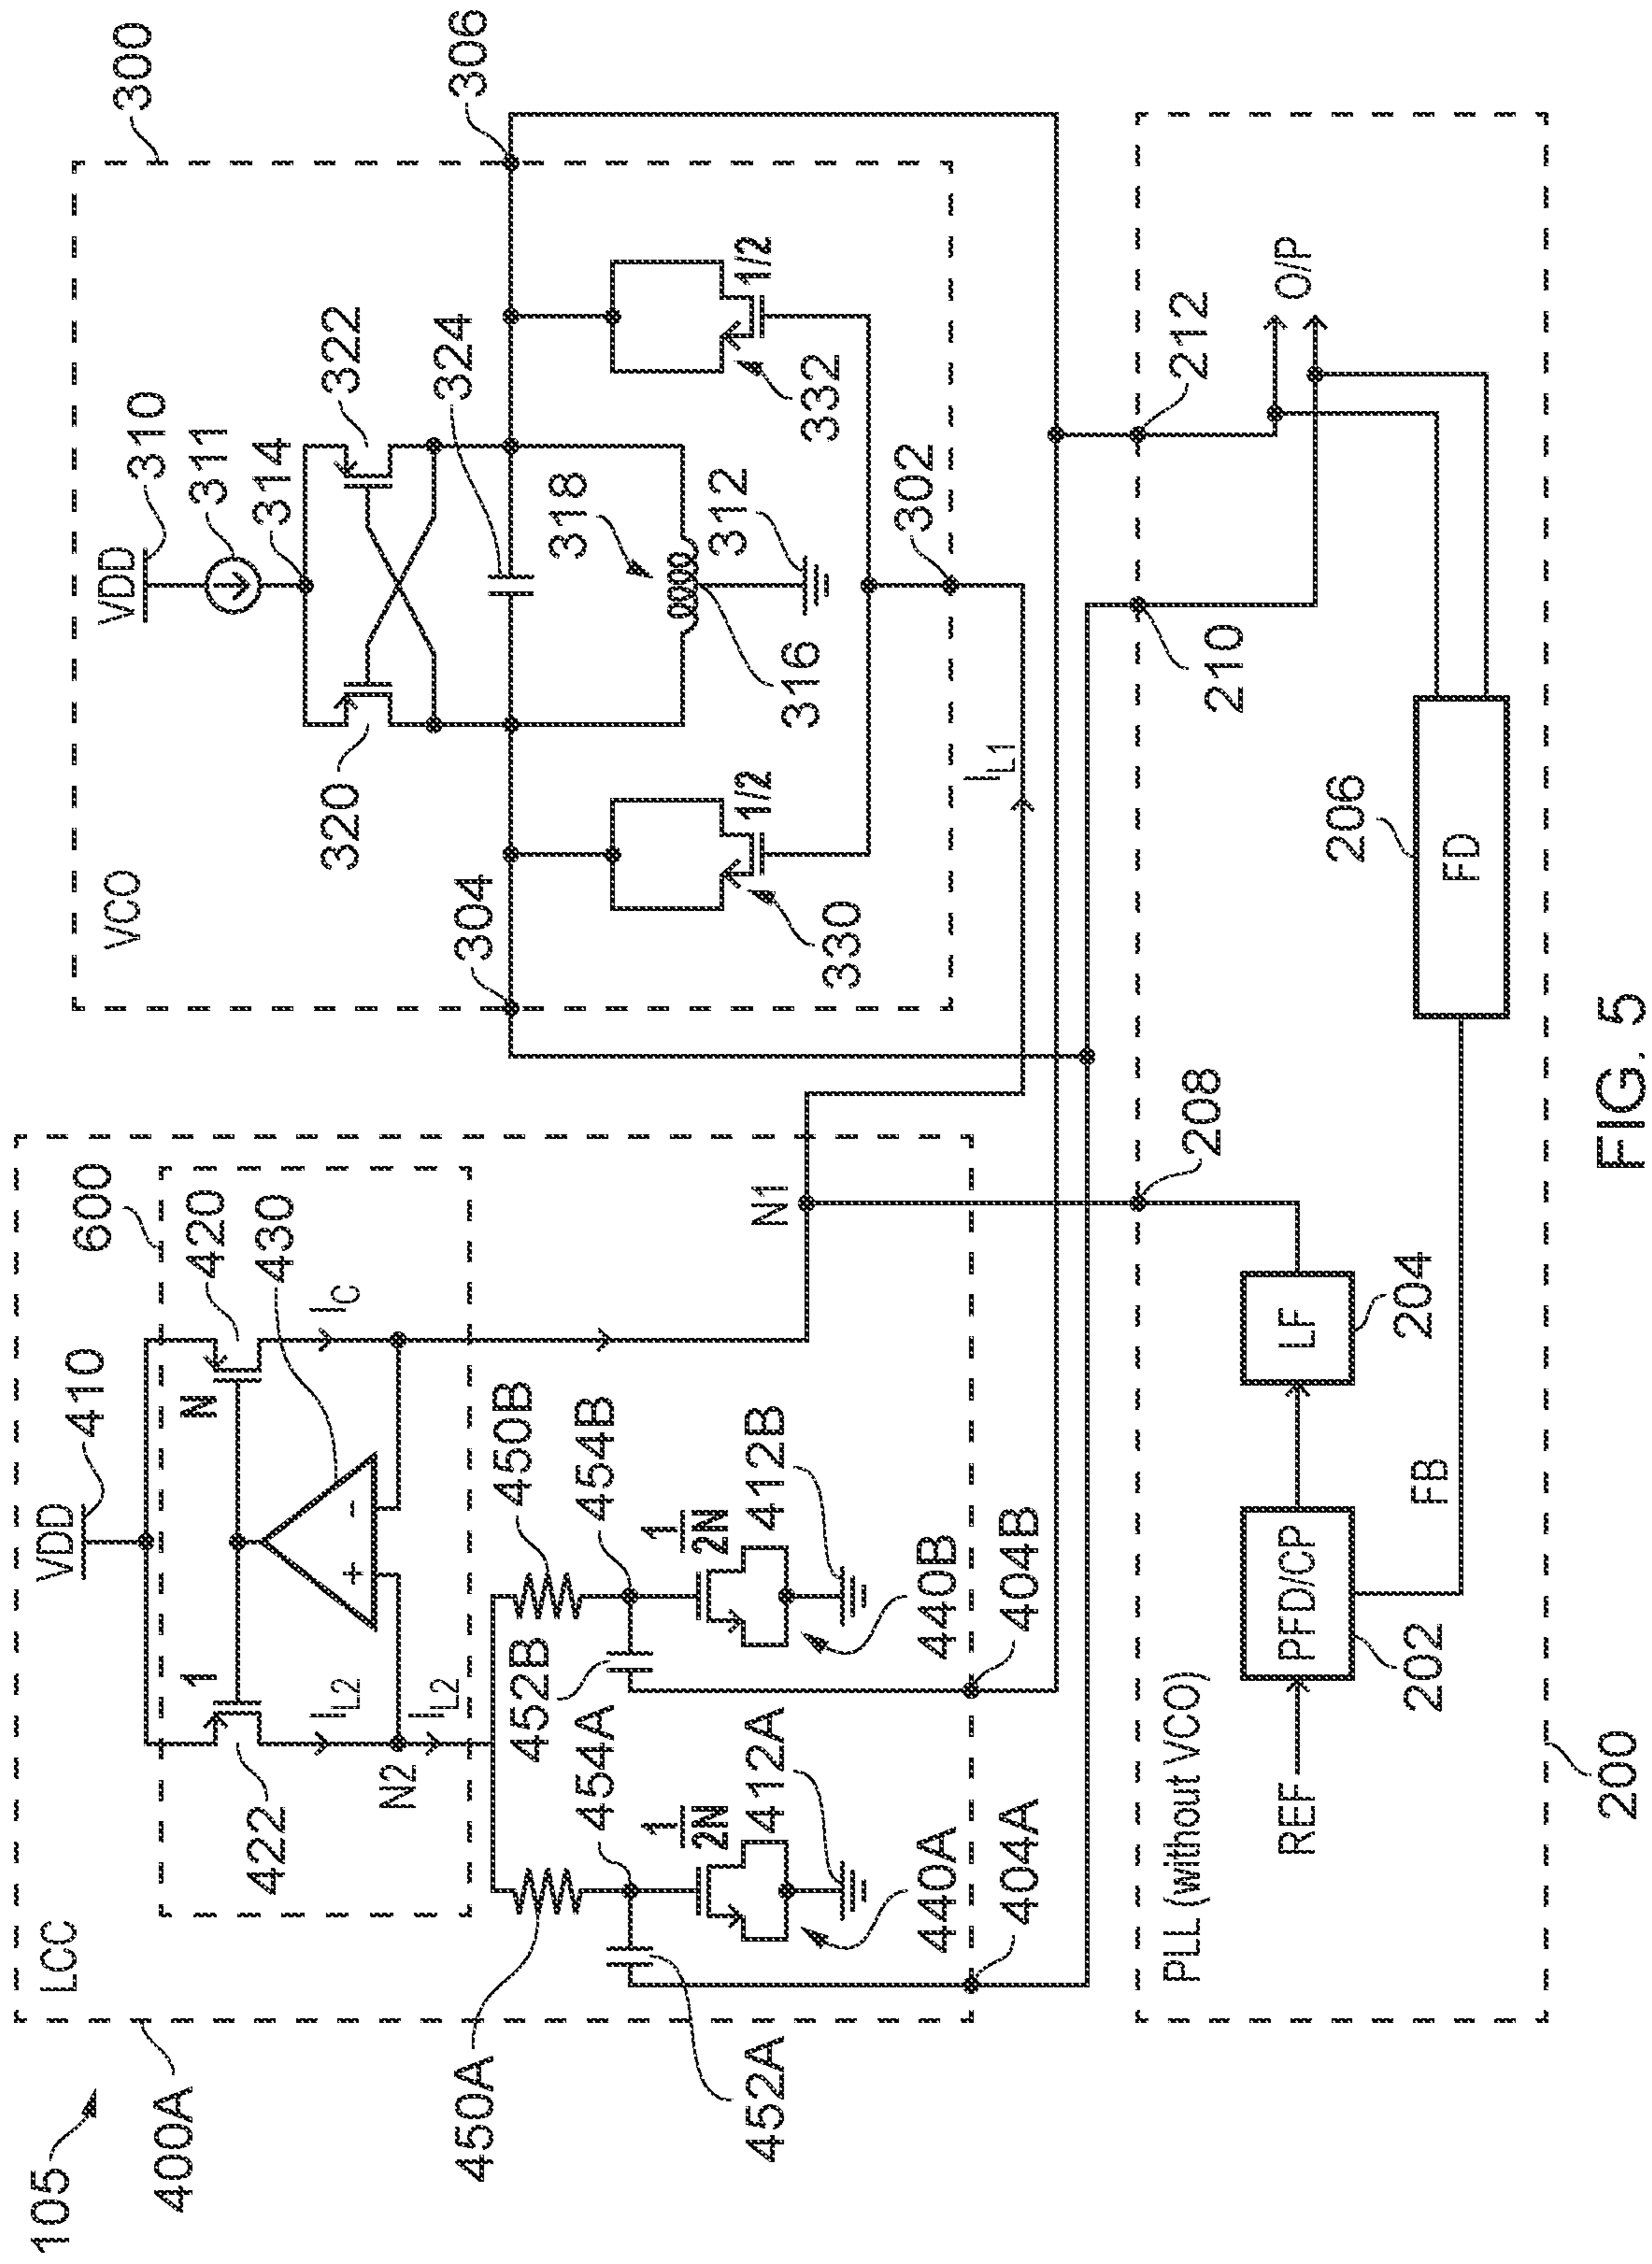 105
400A
LCC
VDD
410
600
422
1
N
420
430
+
-
I_L2
I_C
N2
I_L2
450A
452A
454A
452B
450B
454B
1/2N
412A
1/2N
412B
440A
404A
440B
404B
N1
300
VCO
VDD
310
311
314
320
322
324
304
306
318
316
312
330
1/2
332
1/2
302
I_L1
PLL (without VCO)
208
210
212
REF
PFD/CP
202
LF
204
FB
FD
206
O/P
200
FIG. 5